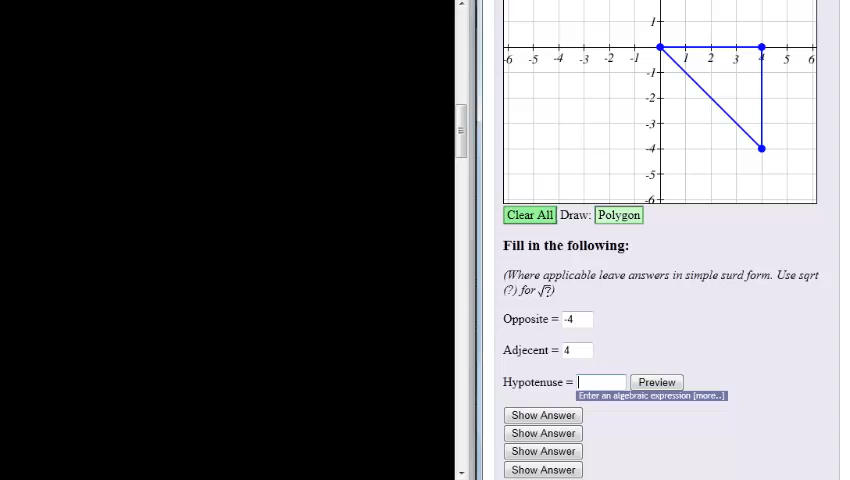 1
-6 -5 -4 -3 -2 -1 1 2 3 4 5 6
-1
-2
-3
-4
-5
-6
Clear All Draw: Polygon
Fill in the following:
(Where applicable leave answers in simple surd form. Use sqrt
(?) for √?)
Opposite = -4
Adjecent = 4
Hypotenuse = Preview
Enter an algebraic expression [more..]
Show Answer
Show Answer
Show Answer
Show Answer